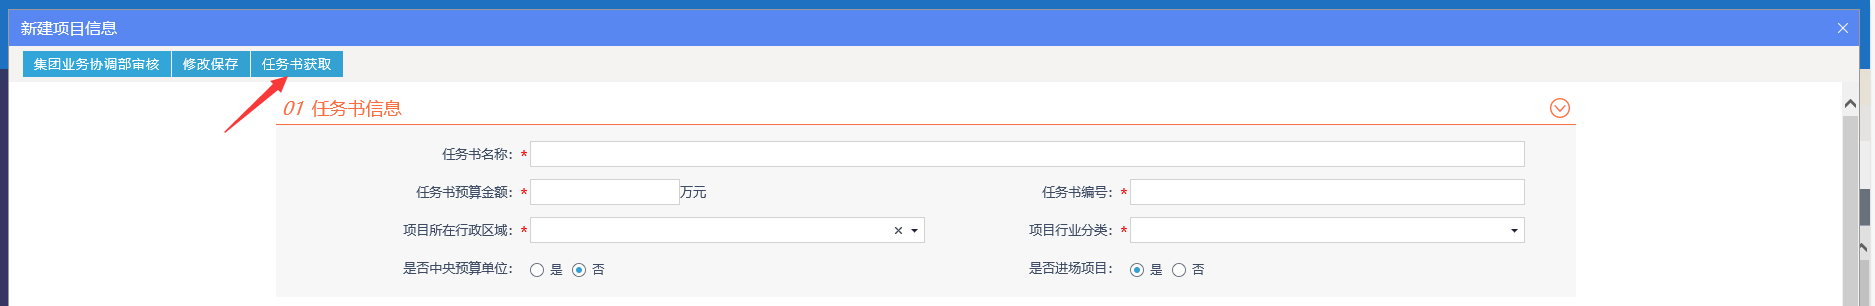 新建项目信息
集团业务协调部审核 修改保存 任务书获取
01 任务书信息
任务书名称：*
任务书预算金额：* 万元 任务书编号：*
项目所在行政区域：* 项目行业分类：*
是否中央预算单位： 是 否 是否进场项目： 是 否